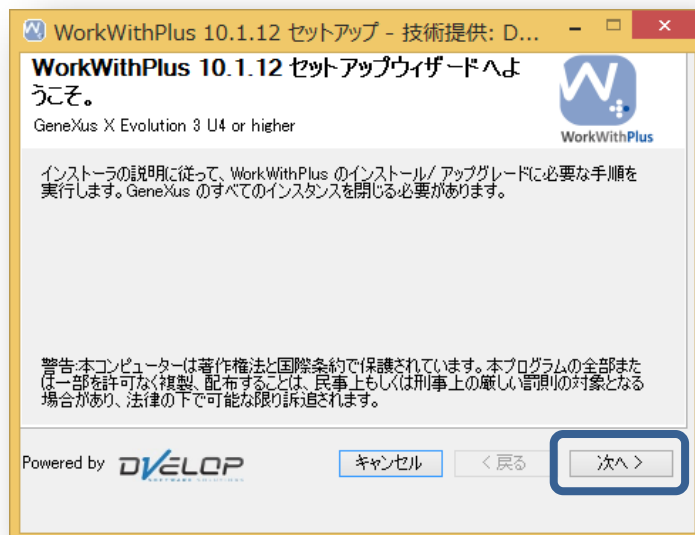 WorkWithPlus 10.1.12 セットアップ - 技術提供: D...
WorkWithPlus 10.1.12 セットアップウィザードへよ
うこそ。
GeneXus X Evolution 3 U4 or higher
WorkWithPlus
インストーラの説明に従って、WorkWithPlus のインストール/ アップグレードに必要な手順を
実行します。GeneXus のすべてのインスタンスを閉じる必要があります。
警告:本コンピューターは著作権法と国際条約で保護されています。本プログラムの全部また
は一部を許可なく複製、配布することは、民事上もしくは刑事上の厳しい罰則の対象となる
場合があり、法律の下で可能な限り訴追されます。
Powered by DVELOP
SOFTWARE SOLUTIONS
キャンセル
< 戻る
次へ >